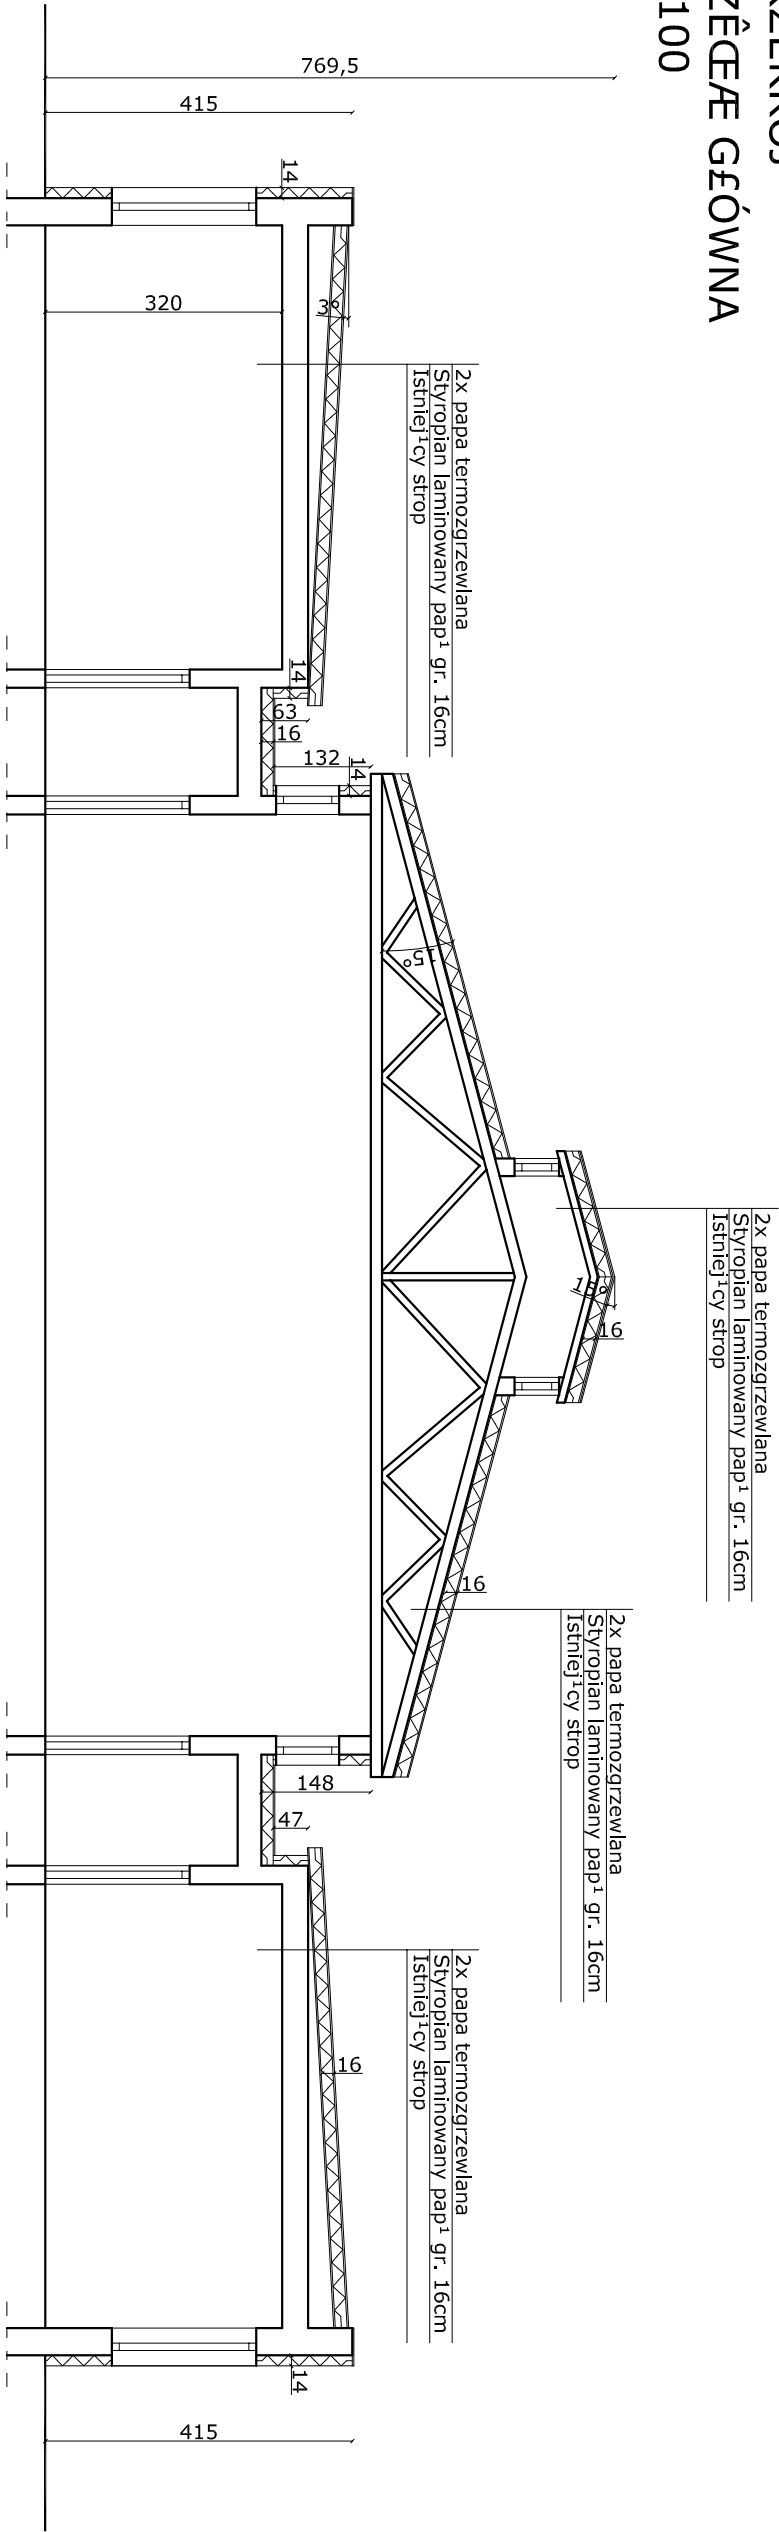 ZÊŒÆ GŁÓWNA
100
769,5
415
14
320
3°
2x papa termozgrzewlana
Styropian laminowany pap¹ gr. 16cm
Istniej¹cy strop
14
63
16
132
14
15°
2x papa termozgrzewlana
Styropian laminowany pap¹ gr. 16cm
Istniej¹cy strop
15°
16
16
2x papa termozgrzewlana
Styropian laminowany pap¹ gr. 16cm
Istniej¹cy strop
148
47
2x papa termozgrzewlana
Styropian laminowany pap¹ gr. 16cm
Istniej¹cy strop
16
14
415